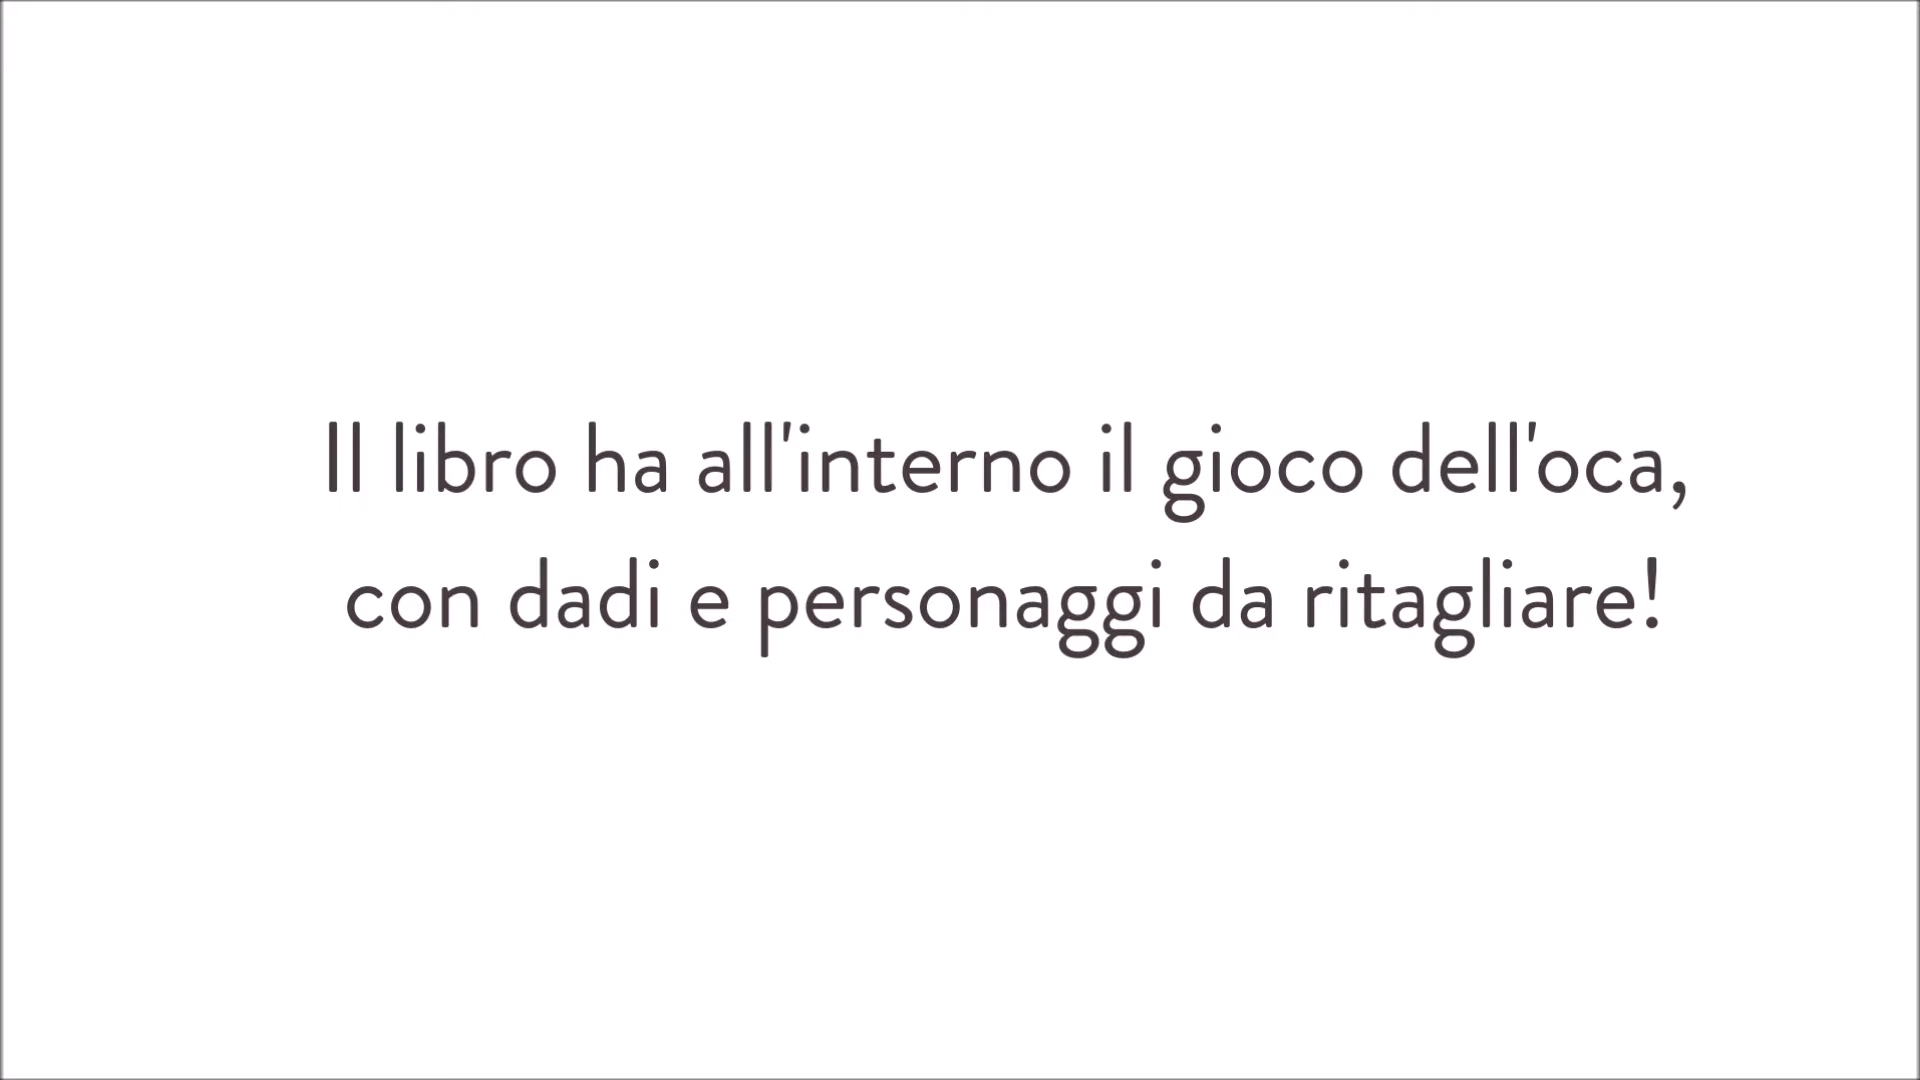 Il libro ha all'interno il gioco dell'oca,
con dadi e personaggi da ritagliare!